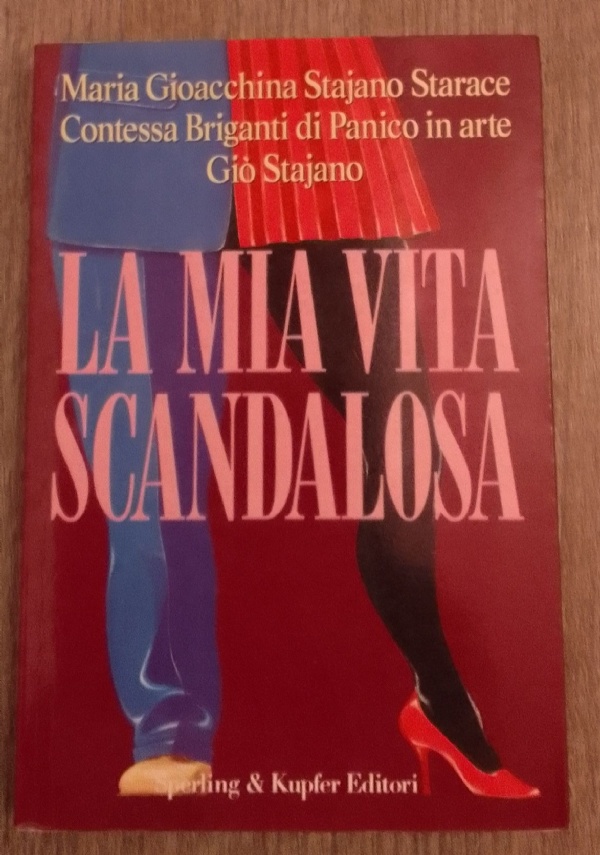 Maria Gioacchina Stajano Starace
Contessa Briganti di Panico in arte
Giò Stajano
LA MIA VITA
SCANDALOSA
Sperling & Kupfer Editori